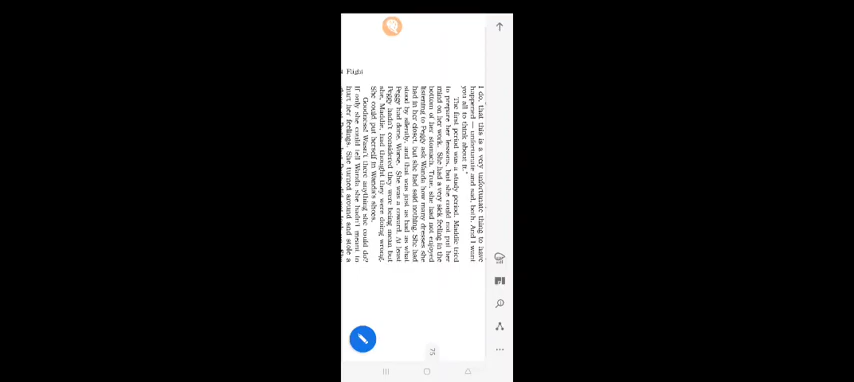 I do, that this is a very unfortunate thing to have
happened — unfortunate and sad, both. And I want
you all to think about it."
The first period was a study period. Maddie tried
to prepare her lessons, but she could not put her
mind on her work. She had a very sick feeling in the
bottom of her stomach. True, she had not enjoyed
listening to Peggy ask Wanda how many dresses she
had in her closet, but she had said nothing. She had
stood by silently, and that was just as bad as what
Peggy had done. Worse. She was a coward. At least
Peggy hadn't considered they were being mean but
she, Maddie, had thought they were doing wrong.
She could put herself in Wanda's shoes.
Goodness! Wasn't there anything she could do?
If only she could tell Wanda she hadn't meant to
hurt her feelings. She turned around and stole a
Flight
75